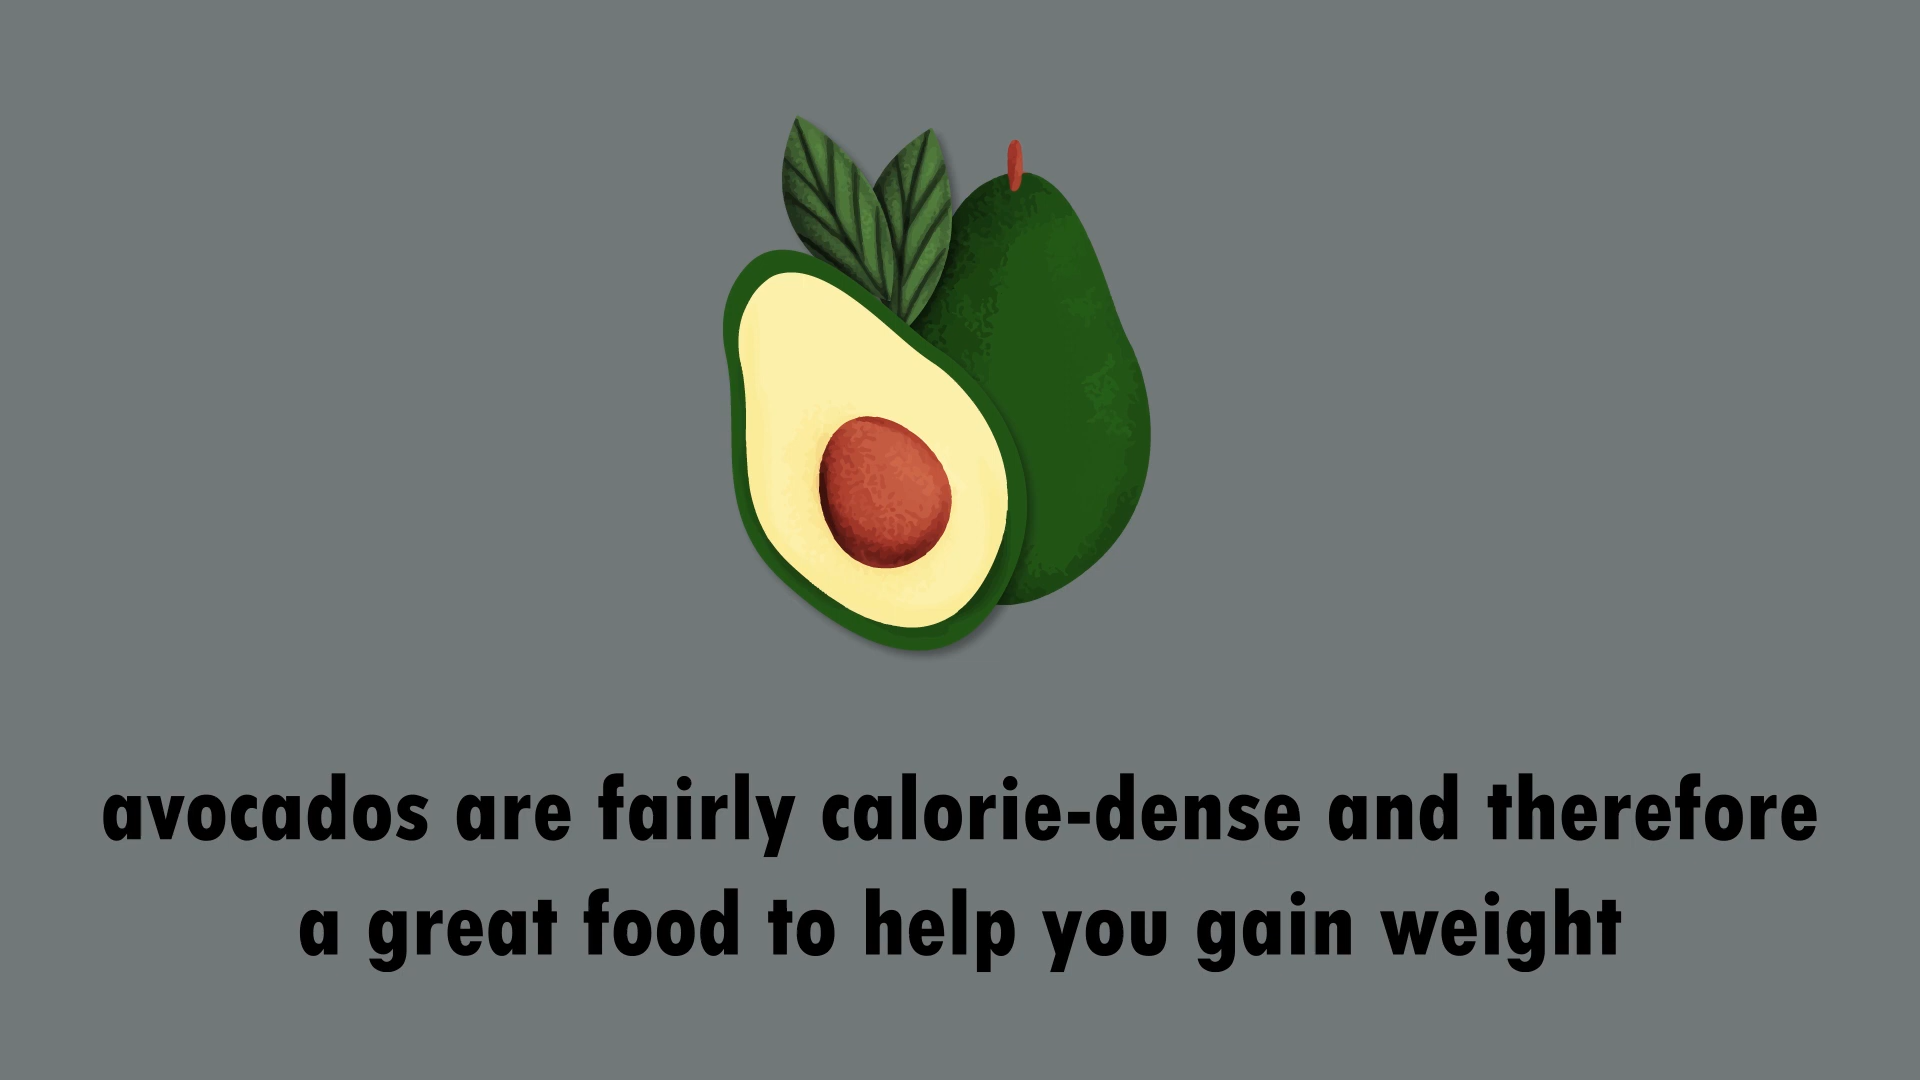 avocados are fairly calorie-dense and therefore
a great food to help you gain weight